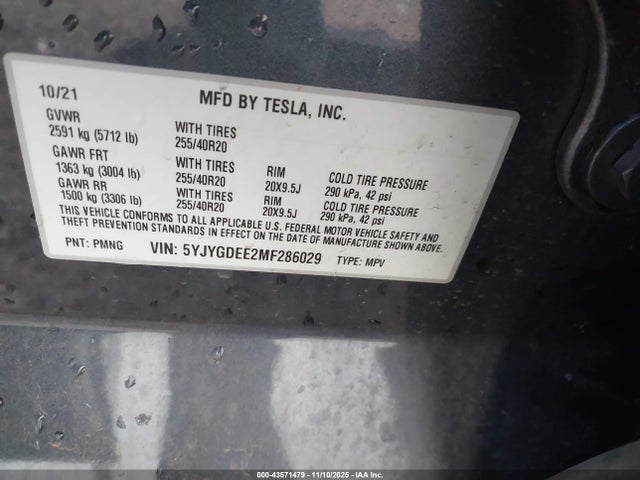 10/21 MFD BY TESLA, INC.
GVWR
2591 kg (5712 lb) WITH TIRES 255/40R20
GAWR FRT
1363 kg (3004 lb) WITH TIRES 255/40R20 RIM 20X9.5J COLD TIRE PRESSURE 290 kPa, 42 psi
GAWR RR
1500 kg (3306 lb) WITH TIRES 255/40R20 RIM 20X9.5J COLD TIRE PRESSURE 290 kPa, 42 psi
THIS VEHICLE CONFORMS TO ALL APPLICABLE U.S. FEDERAL MOTOR VEHICLE SAFETY AND
THEFT PREVENTION STANDARDS IN EFFECT ON THE DATE OF MANUFACTURE SHOWN ABOVE.
PNT: PMNG VIN: 5YJYGDEE2MF286029 TYPE: MPV
000-43571479 - 11/10/2025 - IAA Inc.